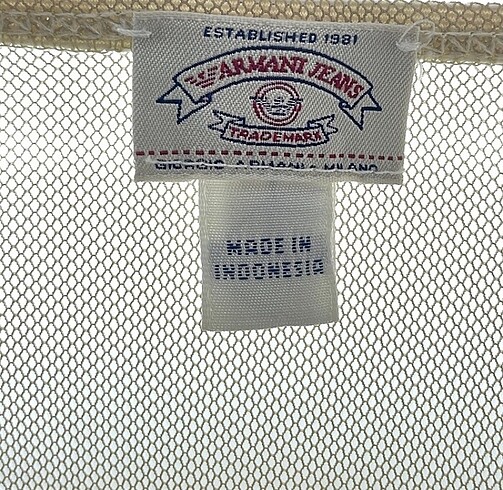 ESTABLISHED 1981
ARMANI JEANS
TRADEMARK
GIORGIO ARMANI - MILANO
MADE IN
INDONESIA